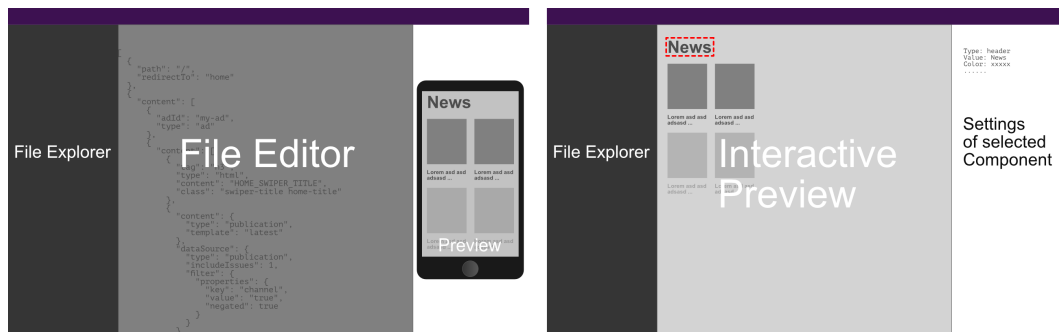 File Explorer
{
"path": "/",
"redirectTo": "home"
},
{
"content": [
{
"adId": "my-ad",
"type": "ad"
},
{
File Editor
"type": "html",
"content": "HOME_SWIPER_TITLE",
"class": "swiper-title home-title"
},
{
"content": {
"type": "publication",
"template": "latest"
},
"dataSource": {
"type": "publication",
"includeIssues": 1,
"filter": {
"properties": {
"key": "channel",
"value": "true",
"negated": true
}
}
}
News
Lorem asd asd
adsasd ...
Lorem asd asd
adsasd ...
Preview
File Explorer
News
Lorem asd asd
adsasd ...
Lorem asd asd
adsasd ...
Lorem asd asd
adsasd ...
Interactive
Preview
Type: header
Value: News
Color: xxxxx
......
Settings
of selected
Component